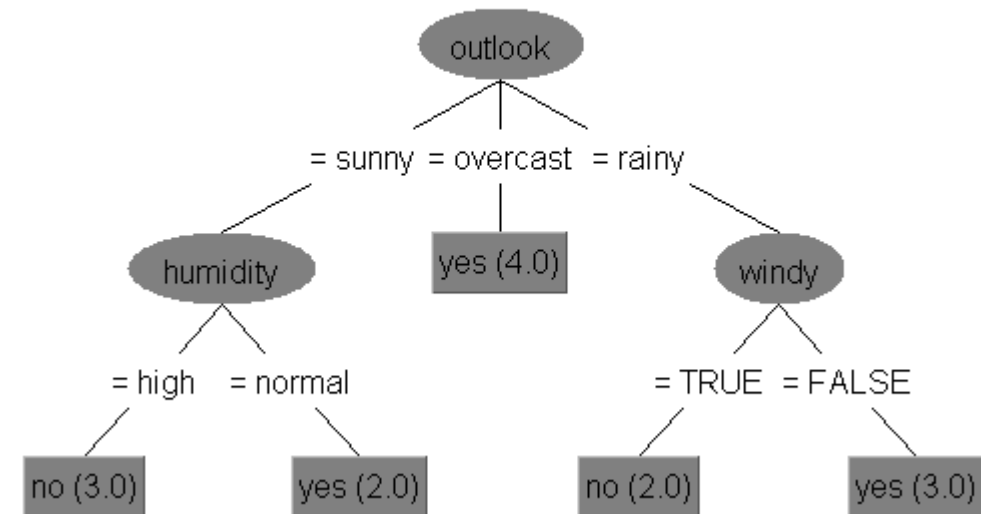 outlook
= sunny = overcast = rainy
humidity yes (4.0) windy
= high = normal = TRUE = FALSE
no (3.0) yes (2.0) no (2.0) yes (3.0)